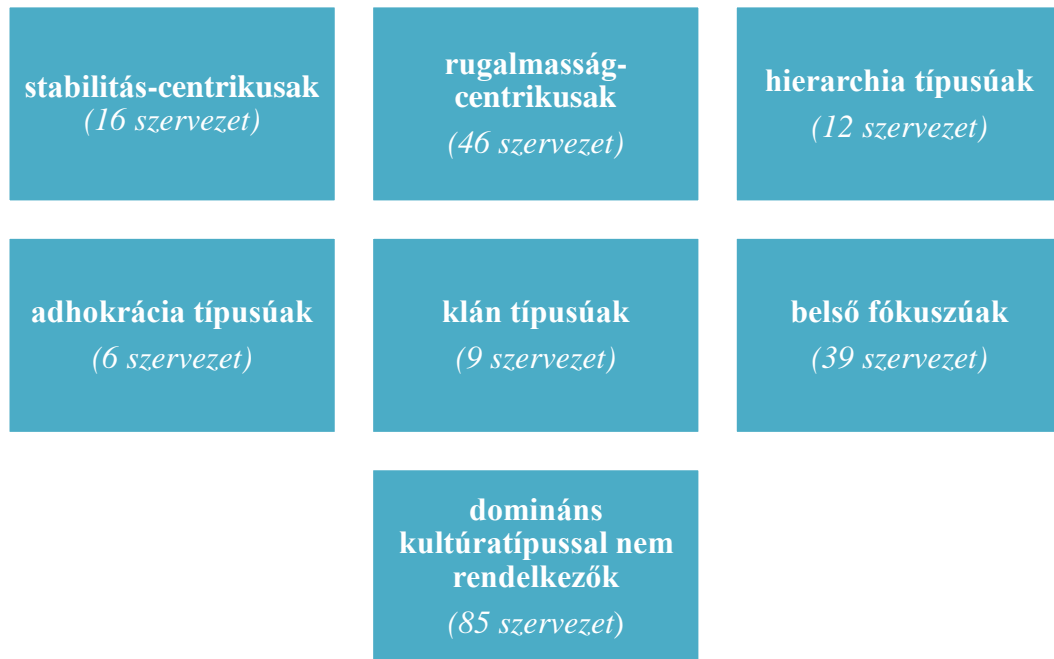 stabilitás-centrikusak
(16 szervezet)
rugalmasság-
centrikusak
(46 szervezet)
hierarchia típusúak
(12 szervezet)
adhokrácia típusúak
(6 szervezet)
klán típusúak
(9 szervezet)
belső fókuszúak
(39 szervezet)
domináns
kultúratípussal nem
rendelkezők
(85 szervezet)